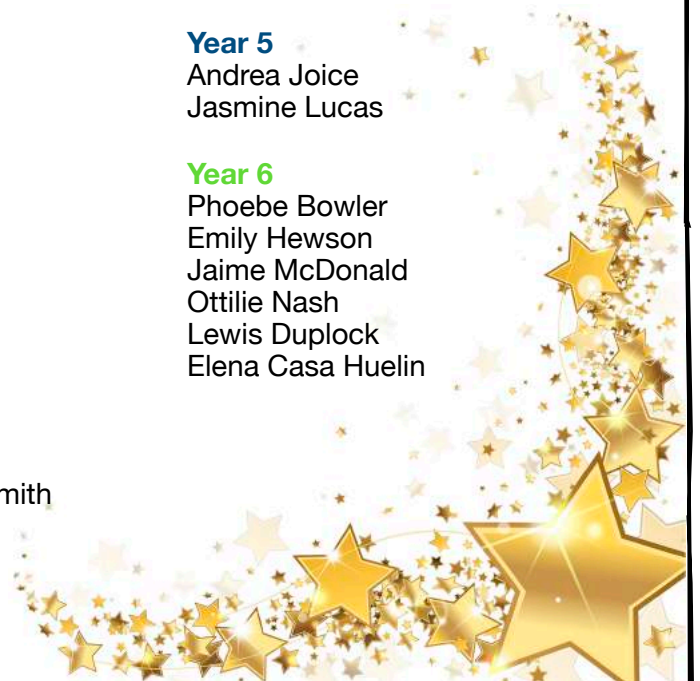 Year 5
Andrea Joice
Jasmine Lucas
Year 6
Phoebe Bowler
Emily Hewson
Jaime McDonald
Ottilie Nash
Lewis Duplock
Elena Casa Huelin
mith